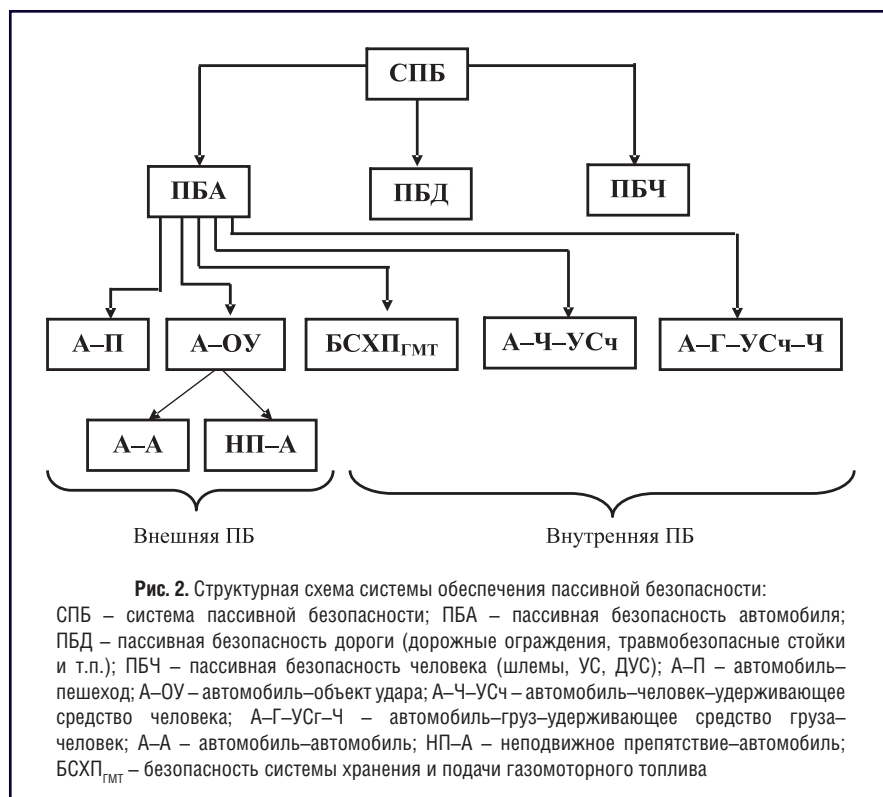 СПБ
ПБА
ПБД
ПБЧ
А–П
А–ОУ
БСХПГМТ
А–Ч–УСч
А–Г–УСч–Ч
А–А
НП–А
Внешняя ПБ
Внутренняя ПБ
Рис. 2. Структурная схема системы обеспечения пассивной безопасности:
СПБ – система пассивной безопасности; ПБА – пассивная безопасность автомобиля;
ПБД – пассивная безопасность дороги (дорожные ограждения, травмобезопасные стойки
и т.п.); ПБЧ – пассивная безопасность человека (шлемы, УС, ДУС); А–П – автомобиль–
пешеход; А–ОУ – автомобиль–объект удара; А–Ч–УСч – автомобиль–человек–удерживающее
средство человека; А–Г–УСг–Ч – автомобиль–груз–удерживающее средство груза–
человек; А–А – автомобиль–автомобиль; НП–А – неподвижное препятствие–автомобиль;
БСХПГМТ – безопасность системы хранения и подачи газомоторного топлива